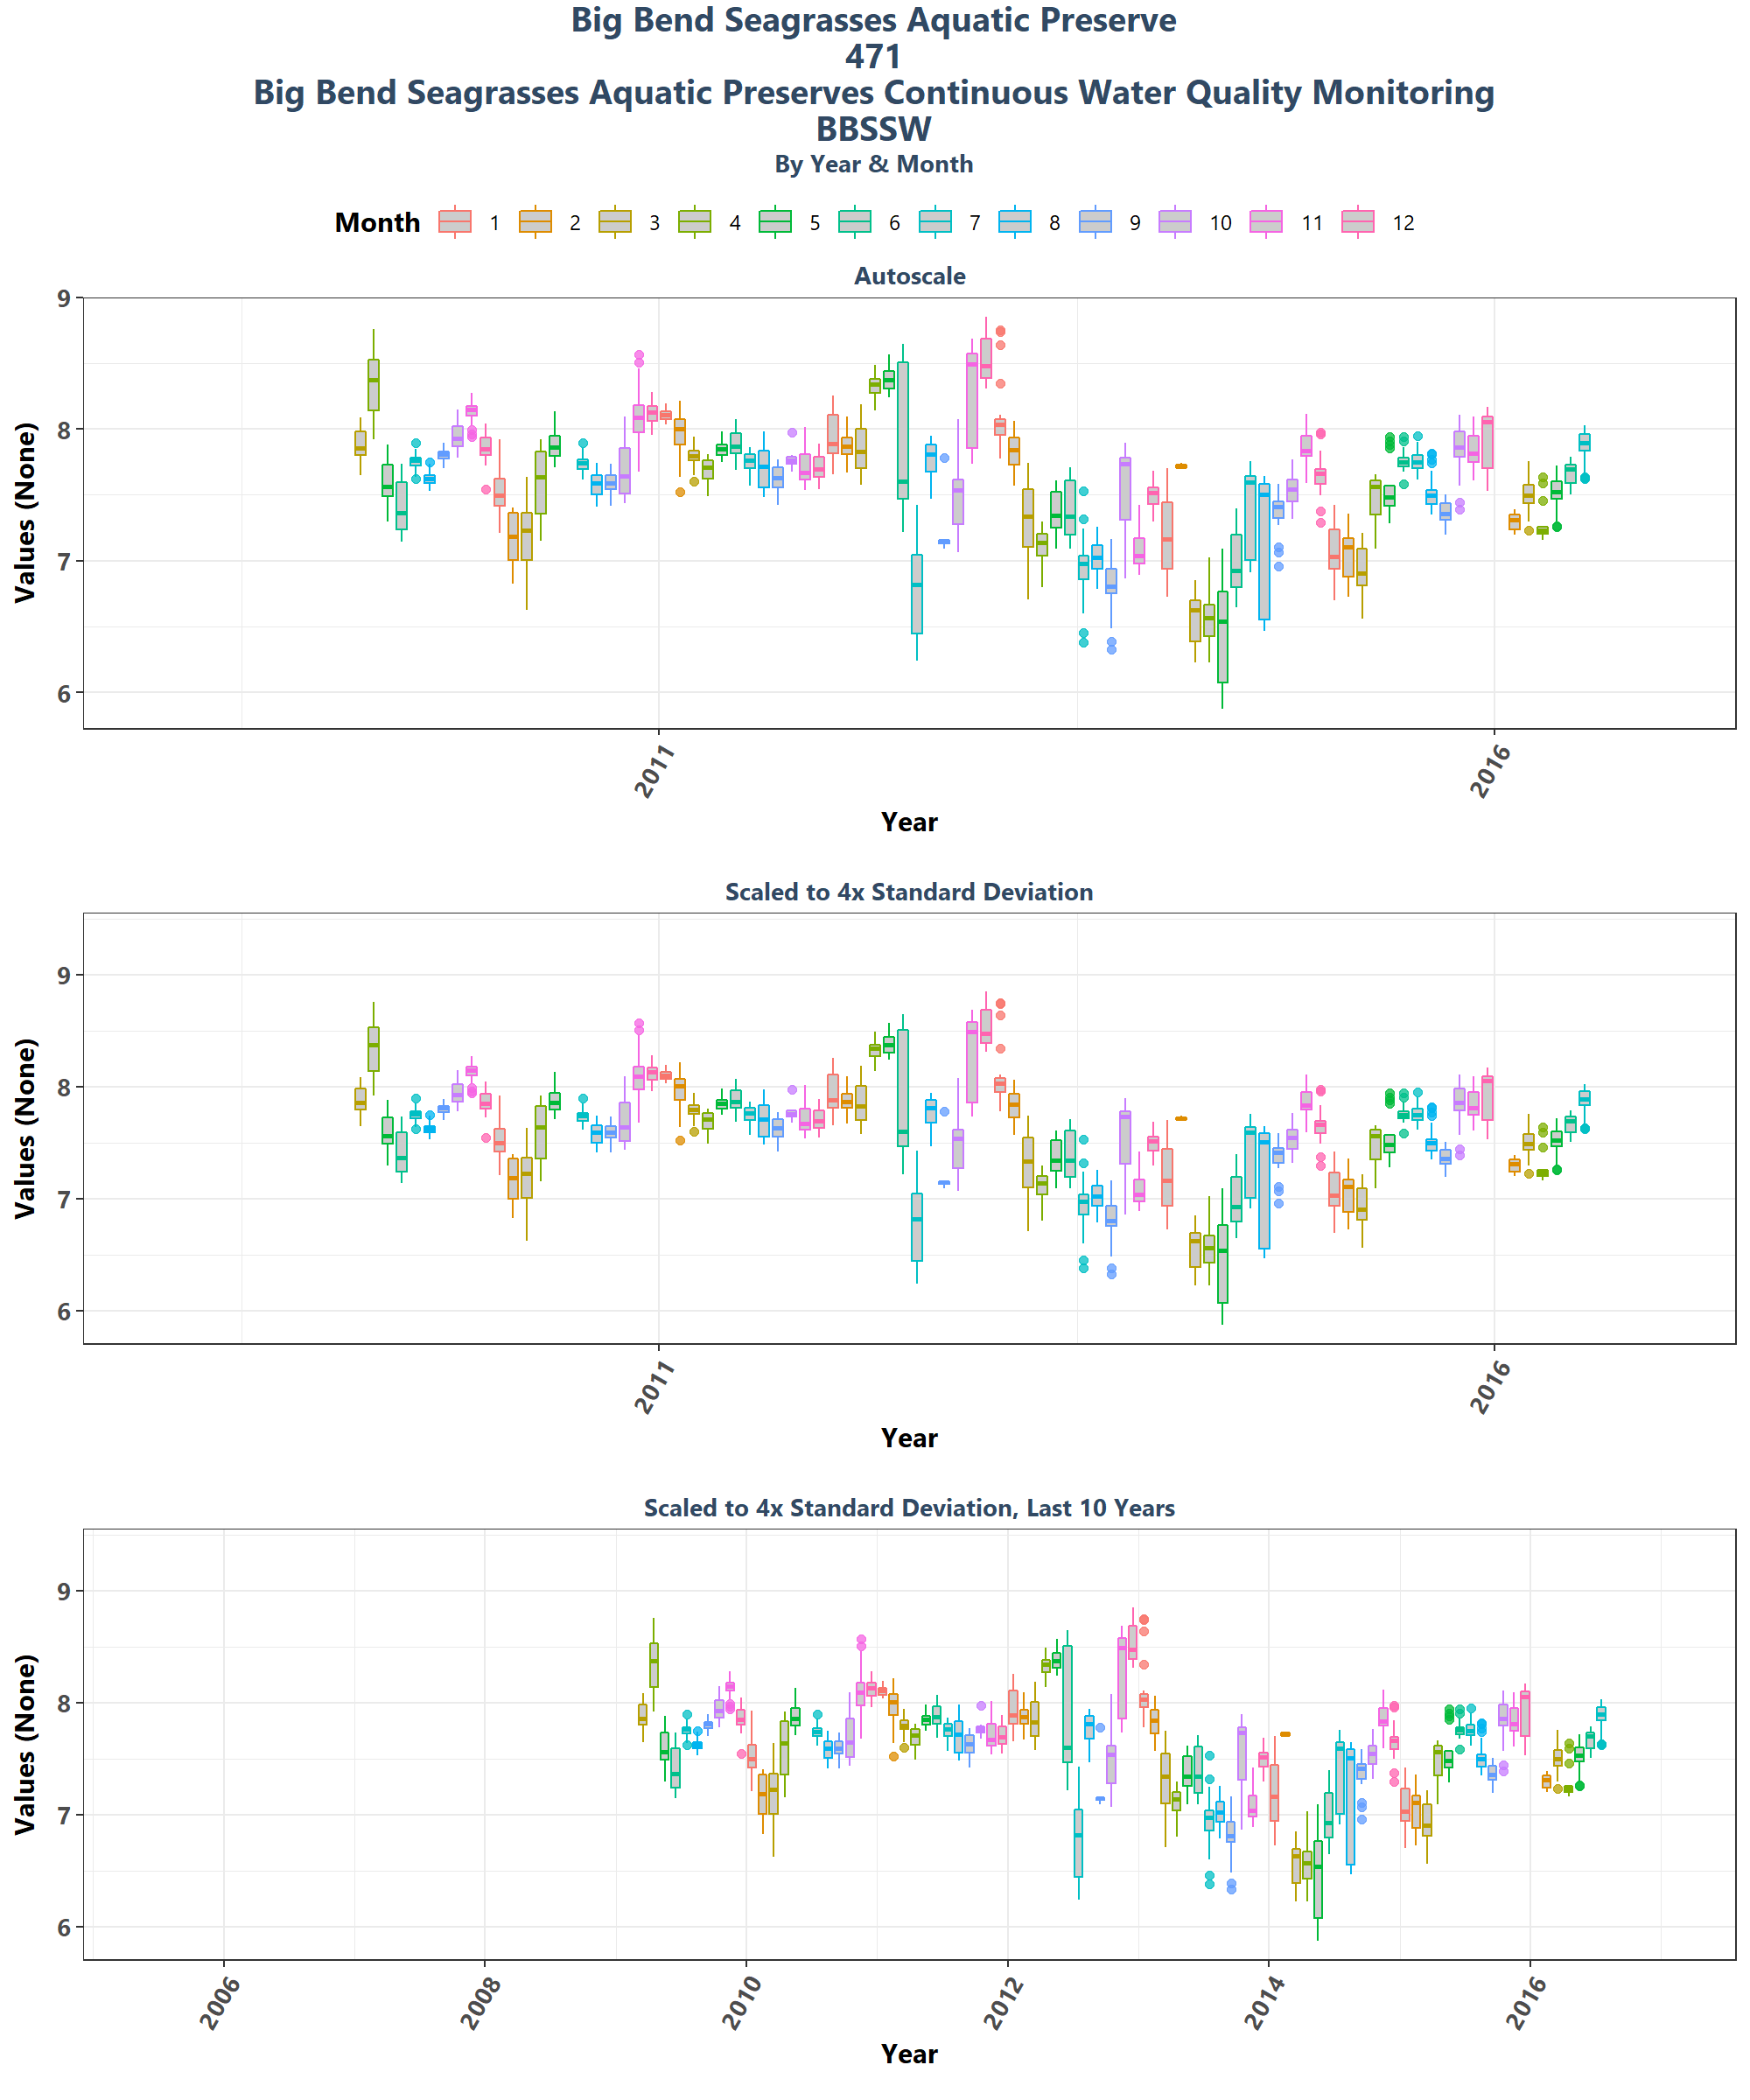 Big Bend Seagrasses Aquatic Preserve
471
Big Bend Seagrasses Aquatic Preserves Continuous Water Quality Monitoring
BBSSW
By Year & Month
Month 1 2 3 4 5 6 7 8 9 10 11 12
Autoscale
Values (None)
9
8
7
6
2011 2016
Year
Scaled to 4x Standard Deviation
Values (None)
9
8
7
6
2011 2016
Year
Scaled to 4x Standard Deviation, Last 10 Years
Values (None)
9
8
7
6
2006 2008 2010 2012 2014 2016
Year